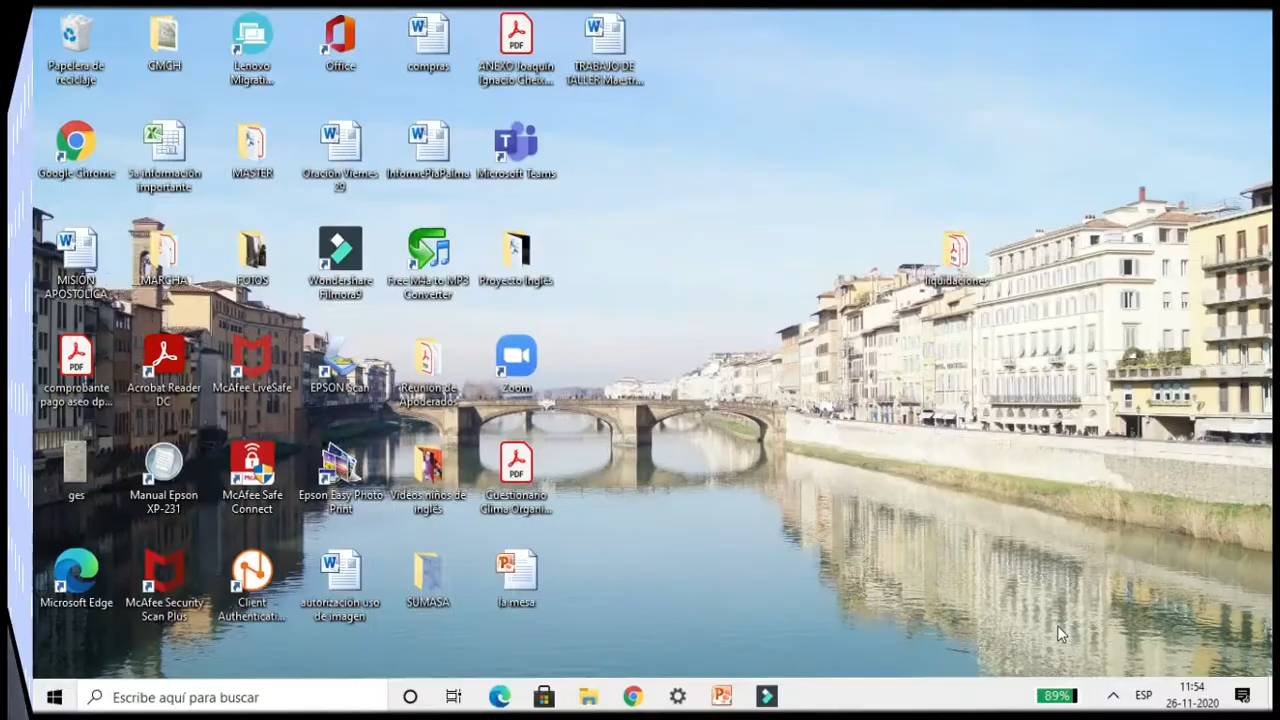 Papelera de
reciclaje
CMCH
Lenovo
Migrati...
Office
compras
ANEXO Joaquín
Ignacio Cheix...
TRABAJO DE
TALLER Maestr...
Google Chrome
Su información
importante
MASTER
Oración Viernes
29
InformePiaPalma
Microsoft Teams
MISIÓN
APOSTÓLICA
MARCHA
FOTOS
Wondershare
Filmora9
Free M4a to MP3
Converter
Proyecto Inglés
liquidaciones
comprobante
pago aseo dp...
Acrobat Reader
DC
McAfee LiveSafe
EPSON Scan
Reunión de
Apoderados
Zoom
ges
Manual Epson
XP-231
McAfee Safe
Connect
Epson Easy Photo
Print
Videos niños de
inglés
Cuestionario
Clima Organi...
Microsoft Edge
McAfee Security
Scan Plus
Client
Authenticati...
autorización uso
de imagen
SUMASA
la mesa
Escribe aquí para buscar
89%
ESP
11:54
26-11-2020